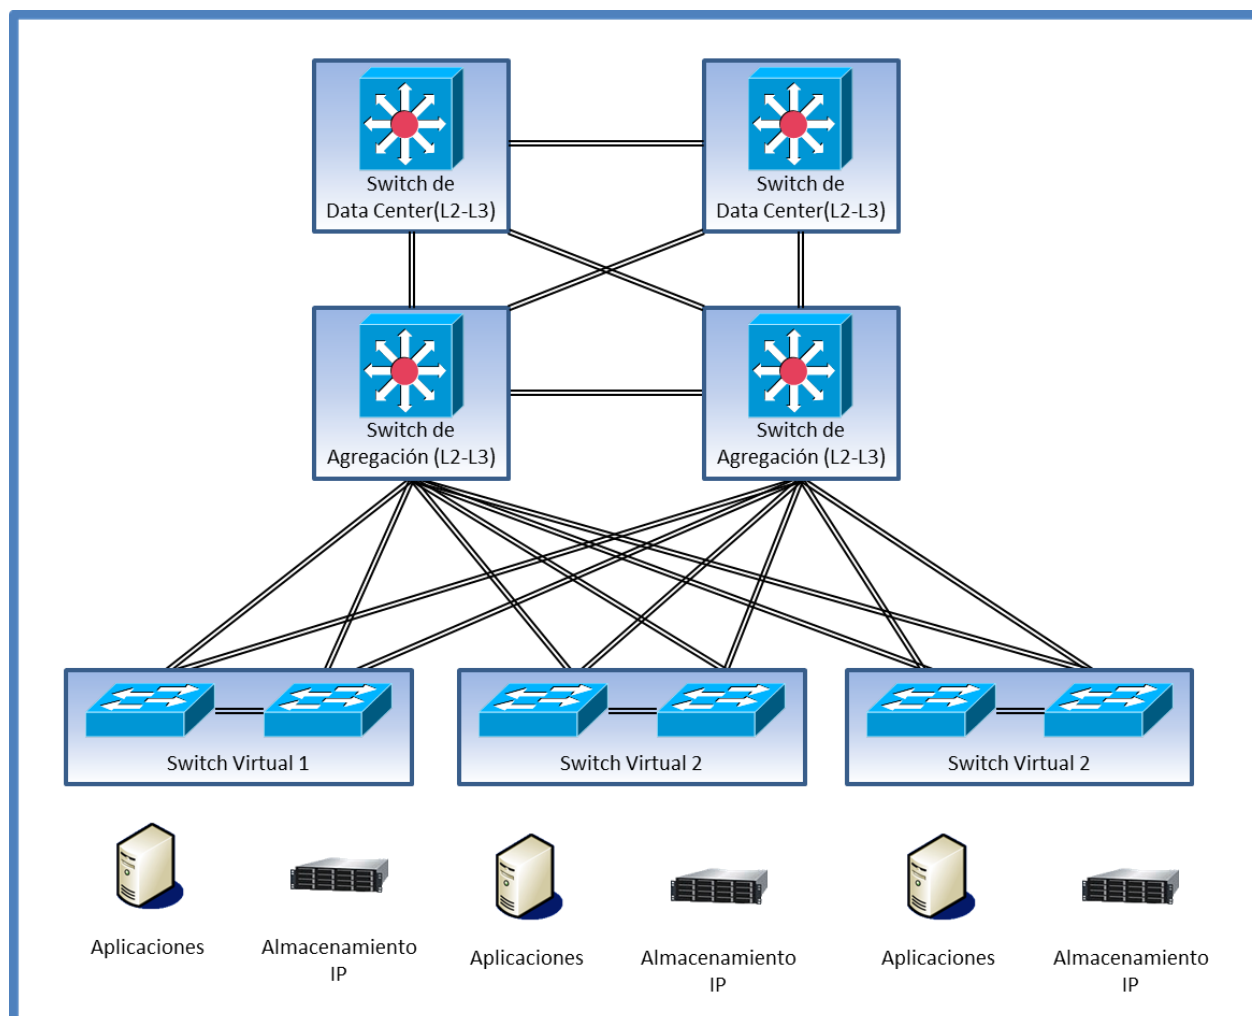 Switch de
Data Center(L2-L3)
Switch de
Data Center(L2-L3)
Switch de
Agregación (L2-L3)
Switch de
Agregación (L2-L3)
Switch Virtual 1
Switch Virtual 2
Switch Virtual 2
Aplicaciones
Almacenamiento
IP
Aplicaciones
Almacenamiento
IP
Aplicaciones
Almacenamiento
IP